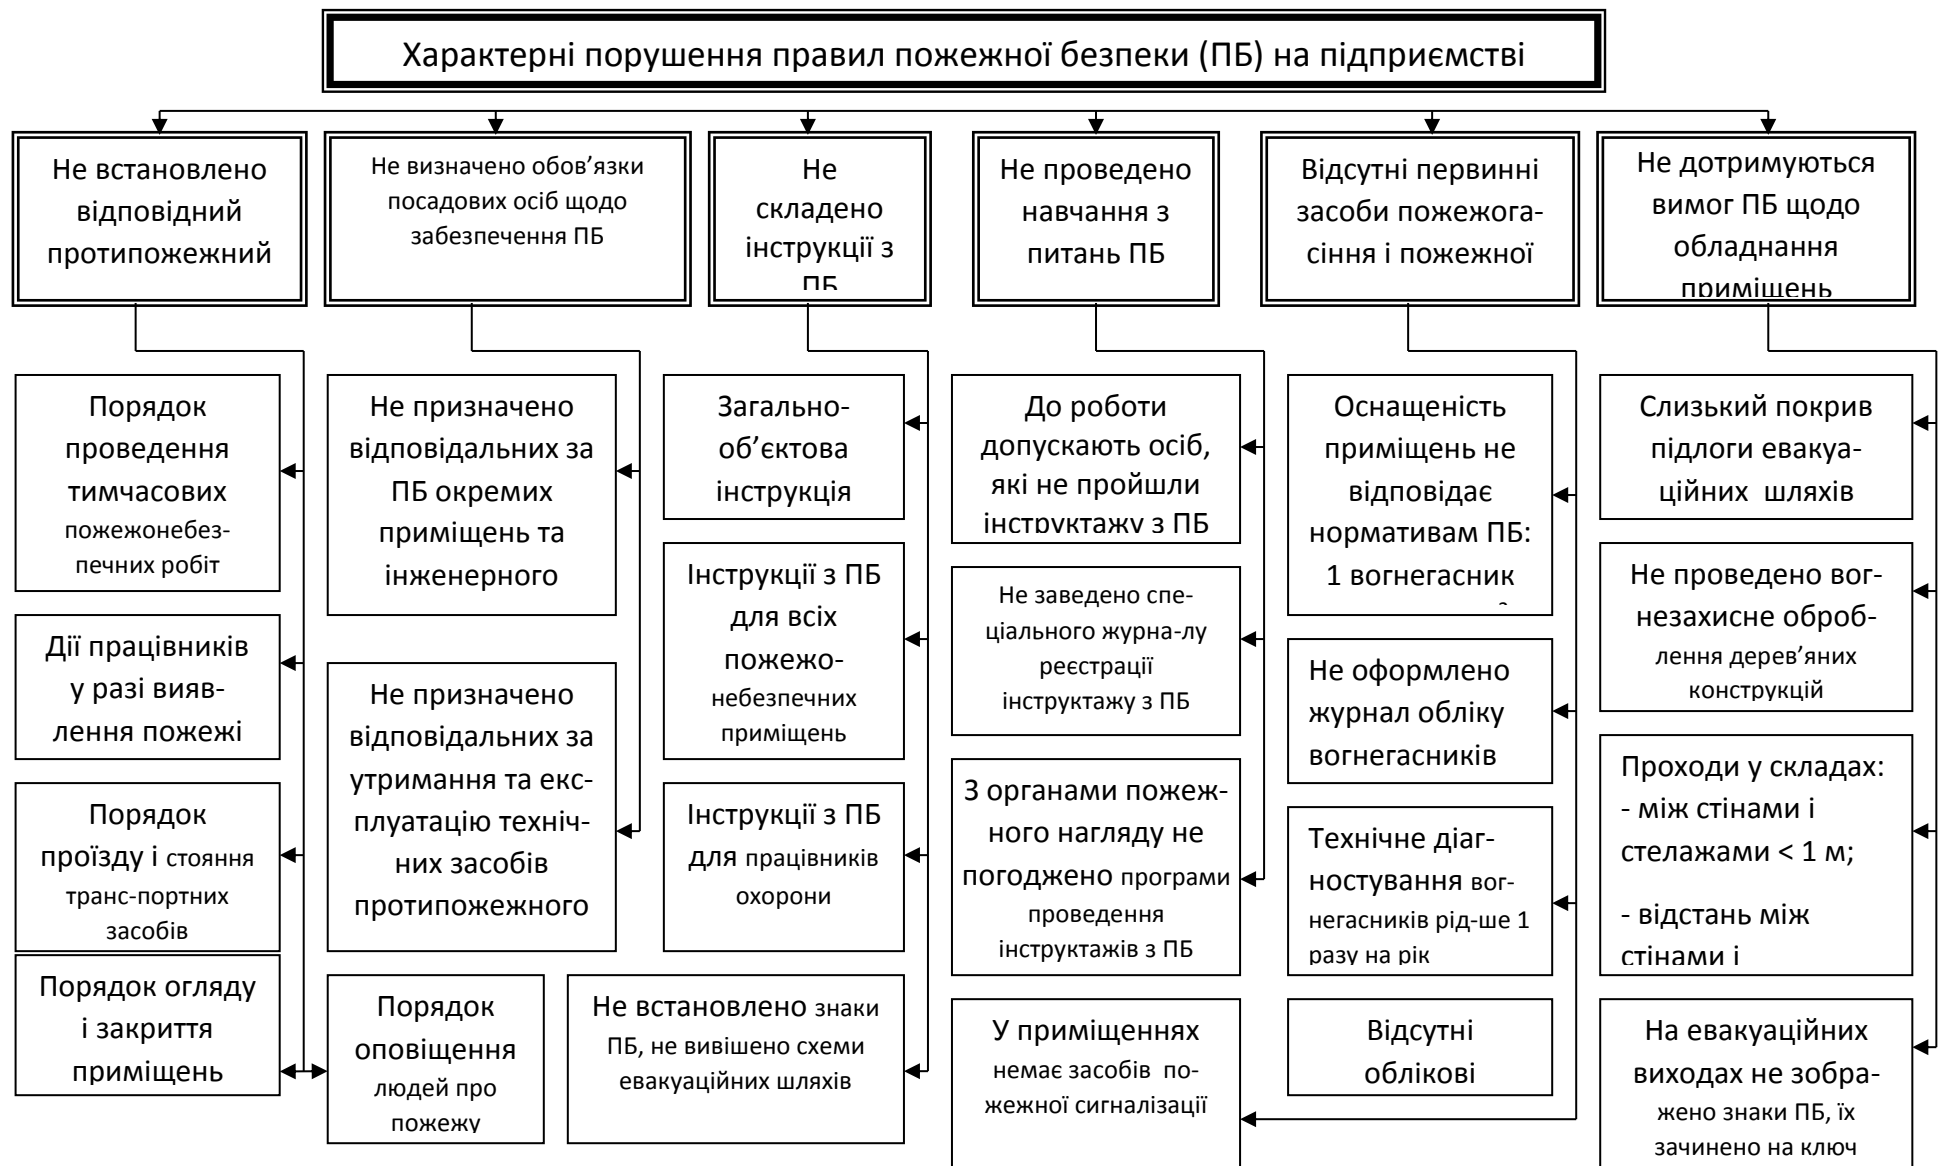 Характерні порушення правил пожежної безпеки (ПБ) на підприємстві
Не встановлено
відповідний
протипожежний
Не визначено обов’язки
посадових осіб щодо
забезпечення ПБ
Не
складено
інструкції з
ПБ
Не проведено
навчання з
питань ПБ
Відсутні первинні
засоби пожежога-
сіння і пожежної
Не дотримуються
вимог ПБ щодо
обладнання
приміщень
Порядок
проведення
тимчасових
пожежонебез-
печних робіт
Дії працівників
у разі вияв-
лення пожежі
Порядок
проїзду і стояння
транс-портних
засобів
Порядок огляду
і закриття
приміщень
Не призначено
відповідальних за
ПБ окремих
приміщень та
інженерного
Не призначено
відповідальних за
утримання та екс-
плуатацію техніч-
них засобів
протипожежного
Порядок
оповіщення
людей про
пожежу
Загально-
об’єктова
інструкція
Інструкції з ПБ
для всіх
пожежо-
небезпечних
приміщень
Інструкції з ПБ
для працівників
охорони
Не встановлено знаки
ПБ, не вивішено схеми
евакуаційних шляхів
До роботи
допускають осіб,
які не пройшли
інструктажу з ПБ
Не заведено спе-
ціального журна-лу
реєстрації
інструктажу з ПБ
З органами пожеж-
ного нагляду не
погоджено програми
проведення
інструктажів з ПБ
У приміщеннях
немає засобів по-
жежної сигналізації
Оснащеність
приміщень не
відповідає
нормативам ПБ:
1 вогнегасник
Не оформлено
журнал обліку
вогнегасників
Технічне діаг-
ностування вог-
негасників рід-ше 1
разу на рік
Відсутні
облікові
Слизький покрив
підлоги евакуа-
ційних шляхів
Не проведено вог-
незахисне оброб-
лення дерев’яних
конструкцій
Проходи у складах:
- між стінами і
стелажами < 1 м;
- відстань між
стінами і
На евакуаційних
виходах не зобра-
жено знаки ПБ, їх
зачинено на ключ